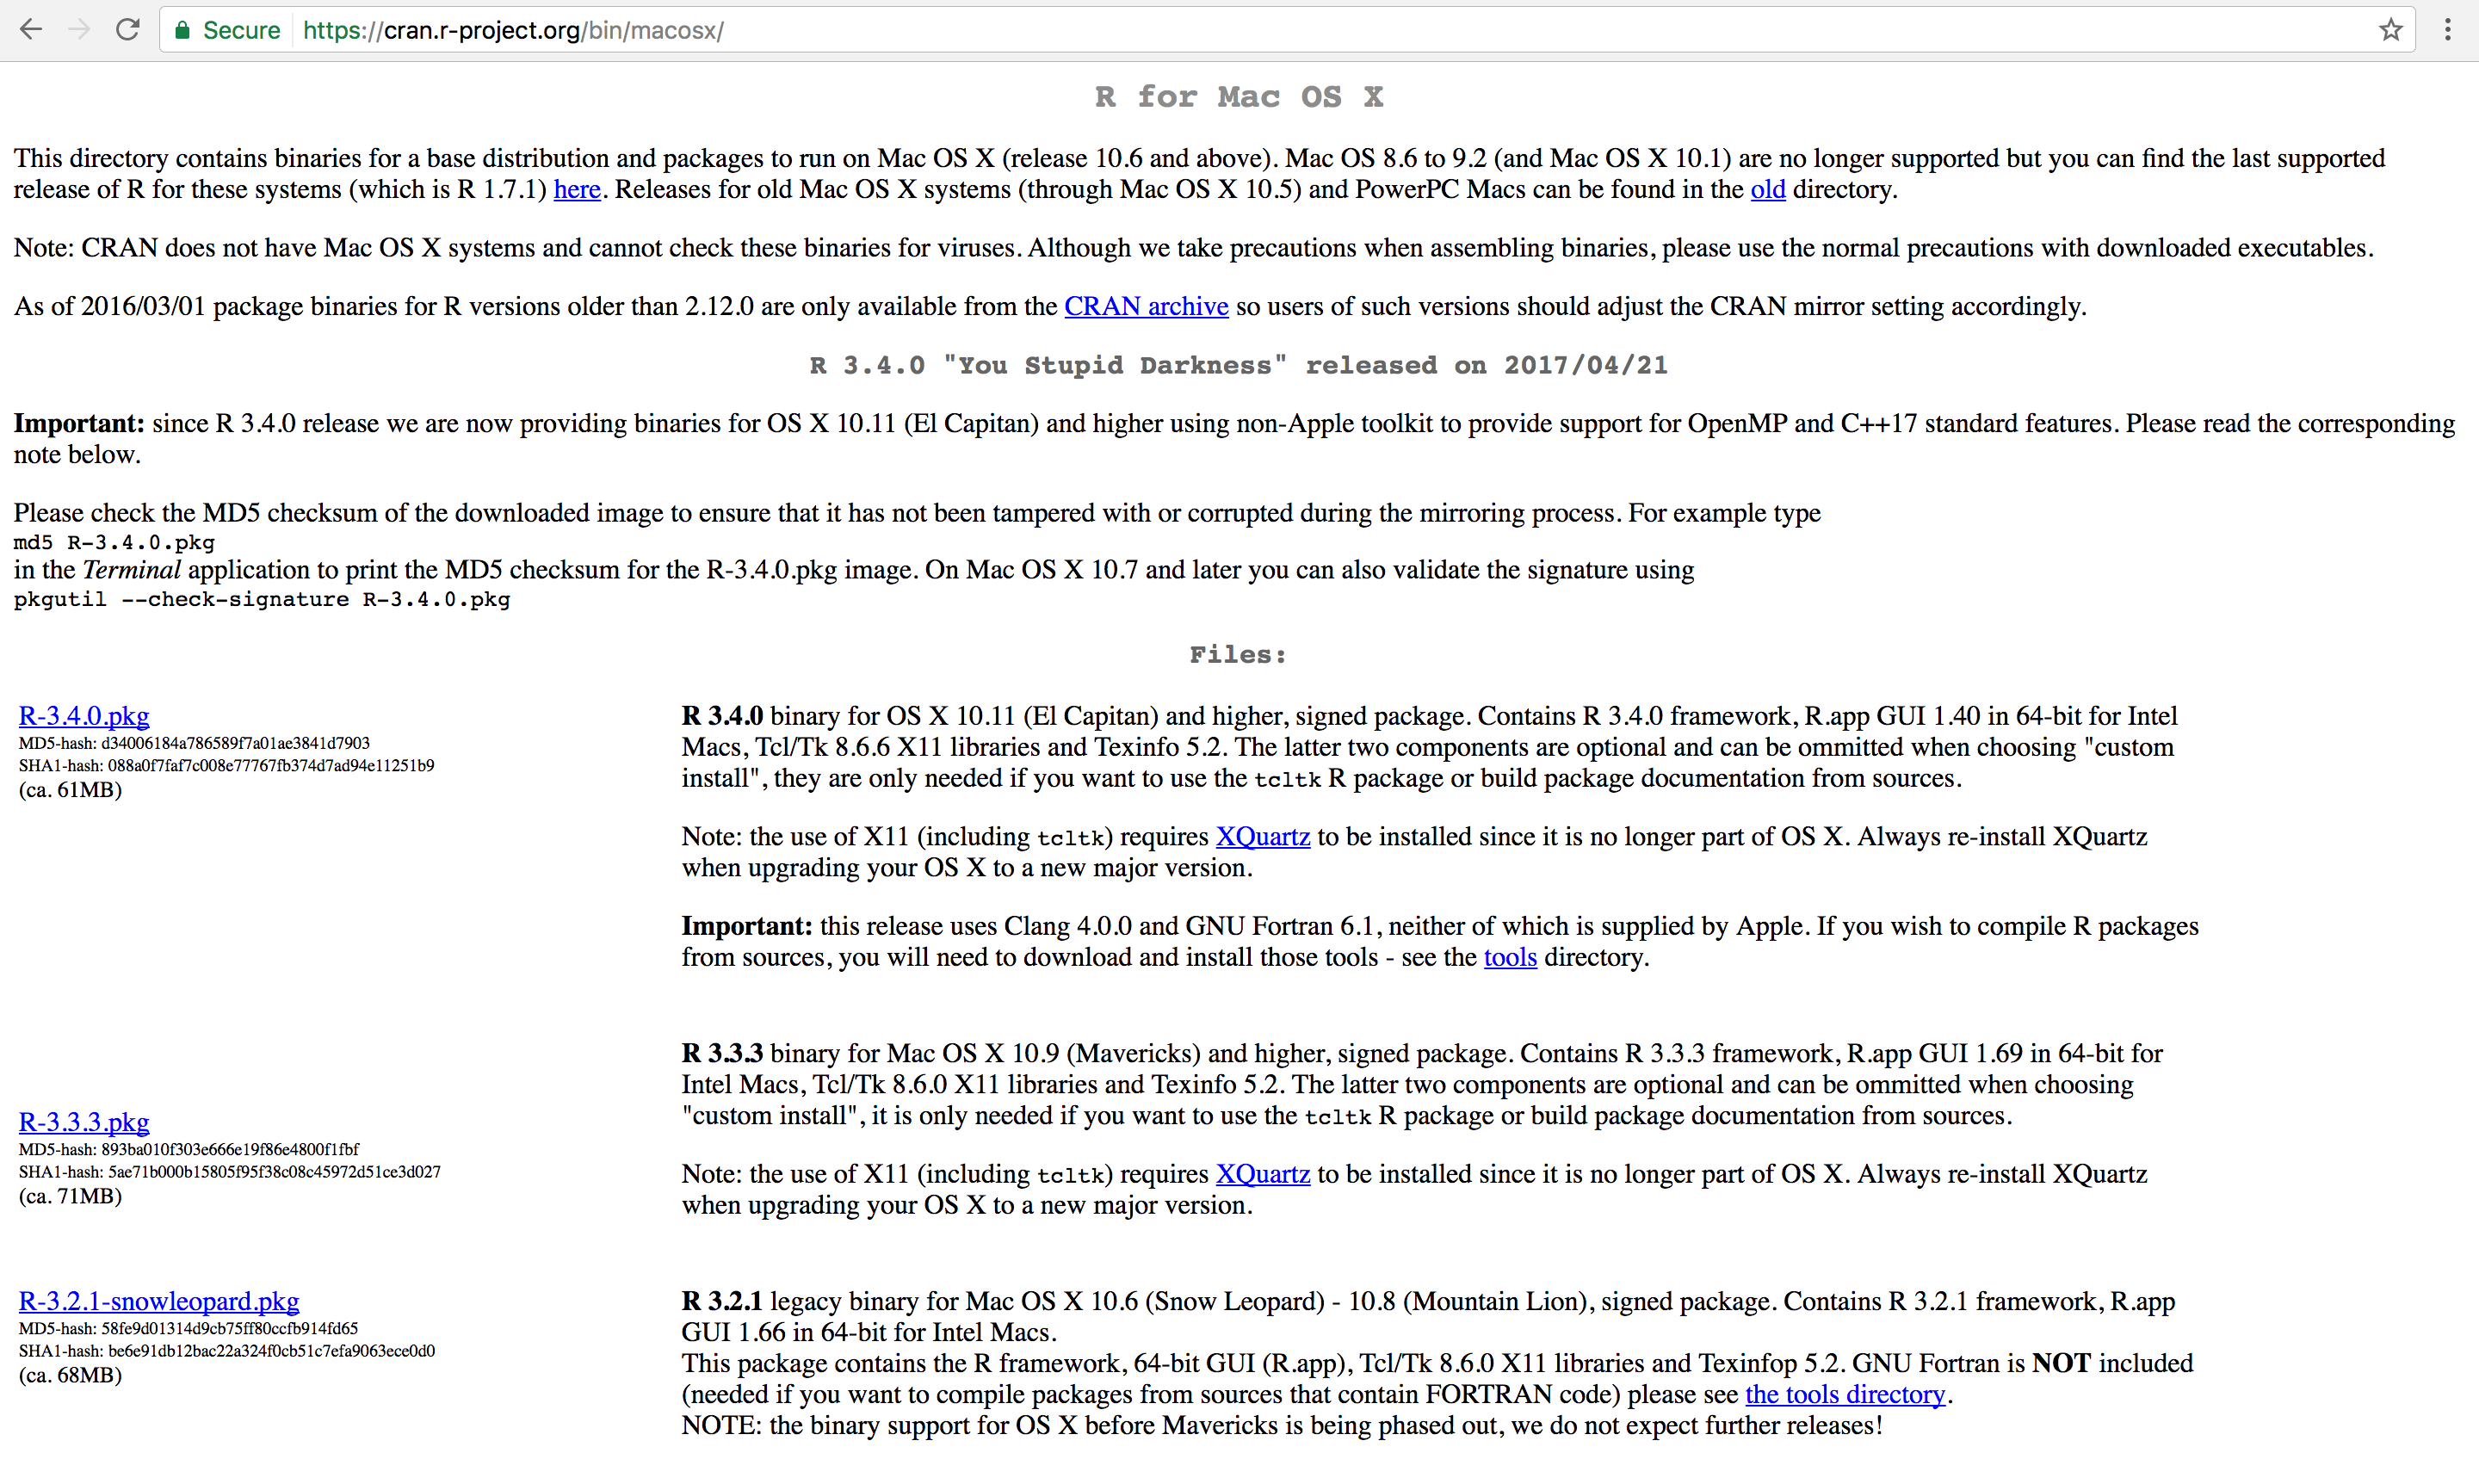 Secure https://cran.r-project.org/bin/macosx/
R for Mac OS X
This directory contains binaries for a base distribution and packages to run on Mac OS X (release 10.6 and above). Mac OS 8.6 to 9.2 (and Mac OS X 10.1) are no longer supported but you can find the last supported
release of R for these systems (which is R 1.7.1) here. Releases for old Mac OS X systems (through Mac OS X 10.5) and PowerPC Macs can be found in the old directory.
Note: CRAN does not have Mac OS X systems and cannot check these binaries for viruses. Although we take precautions when assembling binaries, please use the normal precautions with downloaded executables.
As of 2016/03/01 package binaries for R versions older than 2.12.0 are only available from the CRAN archive so users of such versions should adjust the CRAN mirror setting accordingly.
R 3.4.0 "You Stupid Darkness" released on 2017/04/21
Important: since R 3.4.0 release we are now providing binaries for OS X 10.11 (El Capitan) and higher using non-Apple toolkit to provide support for OpenMP and C++17 standard features. Please read the corresponding
note below.
Please check the MD5 checksum of the downloaded image to ensure that it has not been tampered with or corrupted during the mirroring process. For example type
md5 R-3.4.0.pkg
in the Terminal application to print the MD5 checksum for the R-3.4.0.pkg image. On Mac OS X 10.7 and later you can also validate the signature using
pkgutil --check-signature R-3.4.0.pkg
Files:
R-3.4.0.pkg
MD5-hash: d34006184a786589f7a01ae3841d7903
SHA1-hash: 088a0f7faf7c008e77767fb374d7ad94e11251b9
(ca. 61MB)
R 3.4.0 binary for OS X 10.11 (El Capitan) and higher, signed package. Contains R 3.4.0 framework, R.app GUI 1.40 in 64-bit for Intel
Macs, Tcl/Tk 8.6.6 X11 libraries and Texinfo 5.2. The latter two components are optional and can be ommitted when choosing "custom
install", they are only needed if you want to use the tcltk R package or build package documentation from sources.
Note: the use of X11 (including tcltk) requires XQuartz to be installed since it is no longer part of OS X. Always re-install XQuartz
when upgrading your OS X to a new major version.
Important: this release uses Clang 4.0.0 and GNU Fortran 6.1, neither of which is supplied by Apple. If you wish to compile R packages
from sources, you will need to download and install those tools - see the tools directory.
R-3.3.3.pkg
MD5-hash: 893ba010f303e666e19f86e4800f1fbf
SHA1-hash: 5ae71b000b15805f95f38c08c45972d51ce3d027
(ca. 71MB)
R 3.3.3 binary for Mac OS X 10.9 (Mavericks) and higher, signed package. Contains R 3.3.3 framework, R.app GUI 1.69 in 64-bit for
Intel Macs, Tcl/Tk 8.6.0 X11 libraries and Texinfo 5.2. The latter two components are optional and can be ommitted when choosing
"custom install", it is only needed if you want to use the tcltk R package or build package documentation from sources.
Note: the use of X11 (including tcltk) requires XQuartz to be installed since it is no longer part of OS X. Always re-install XQuartz
when upgrading your OS X to a new major version.
R-3.2.1-snowleopard.pkg
MD5-hash: 58fe9d01314d9cb75ff80ccfb914fd65
SHA1-hash: be6e91db12bac22a324f0cb51c7efa9063ece0d0
(ca. 68MB)
R 3.2.1 legacy binary for Mac OS X 10.6 (Snow Leopard) - 10.8 (Mountain Lion), signed package. Contains R 3.2.1 framework, R.app
GUI 1.66 in 64-bit for Intel Macs.
This package contains the R framework, 64-bit GUI (R.app), Tcl/Tk 8.6.0 X11 libraries and Texinfop 5.2. GNU Fortran is NOT included
(needed if you want to compile packages from sources that contain FORTRAN code) please see the tools directory.
NOTE: the binary support for OS X before Mavericks is being phased out, we do not expect further releases!